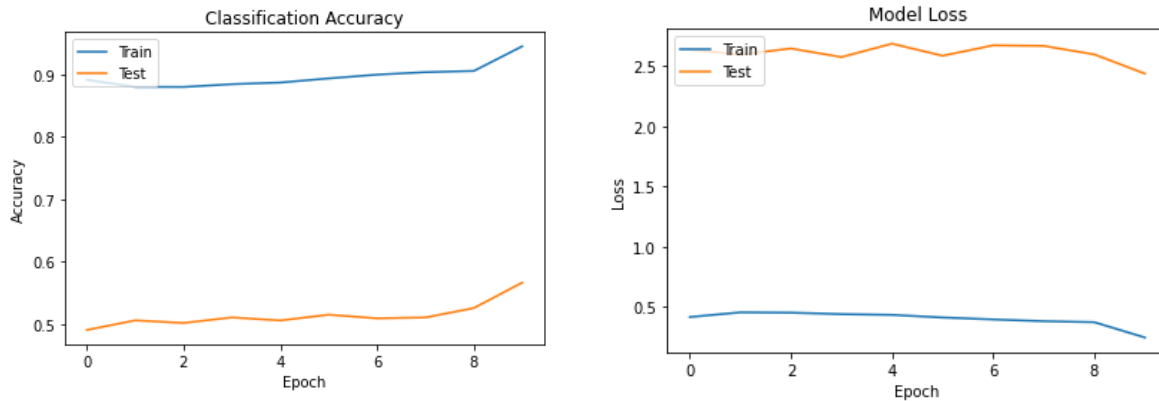 Classification Accuracy
Train
Test
0.9
0.8
0.7
0.6
0.5
Accuracy
0 2 4 6 8
Epoch
Model Loss
Train
Test
2.5
2.0
1.5
1.0
0.5
Loss
0 2 4 6 8
Epoch